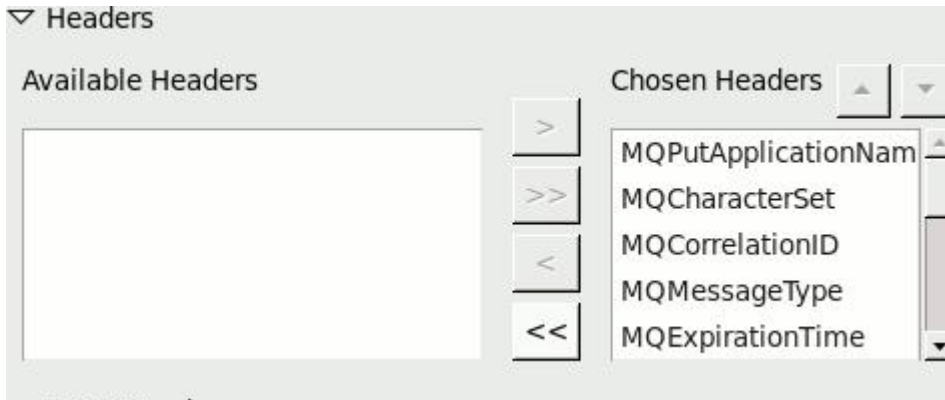 Headers
Available Headers
Chosen Headers
>
>>
<
<<
MQPutApplicationNam
MQCharacterSet
MQCorrelationID
MQMessageType
MQExpirationTime